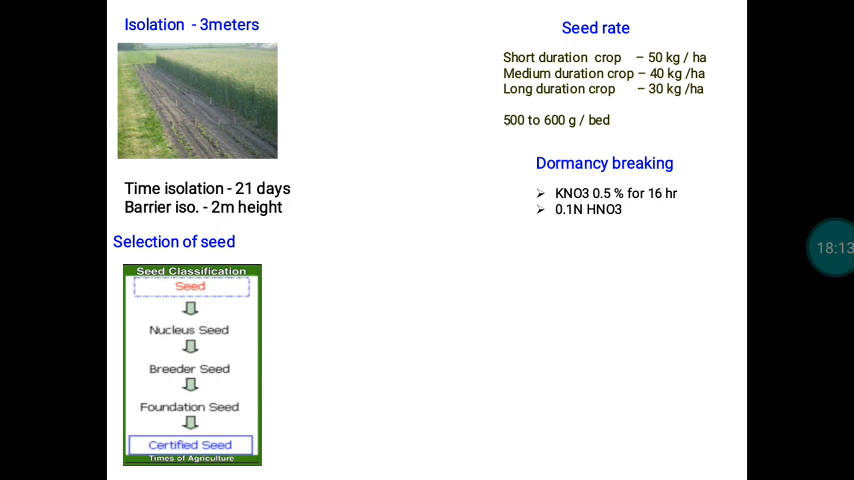 Isolation - 3meters
Time isolation - 21 days
Barrier iso. - 2m height
Selection of seed
Seed Classification
Seed
Nucleus Seed
Breeder Seed
Foundation Seed
Certified Seed
Times of Agriculture
Seed rate
Short duration crop – 50 kg / ha
Medium duration crop – 40 kg /ha
Long duration crop – 30 kg /ha
500 to 600 g / bed
Dormancy breaking
➢ KNO3 0.5 % for 16 hr
➢ 0.1N HNO3
18:13